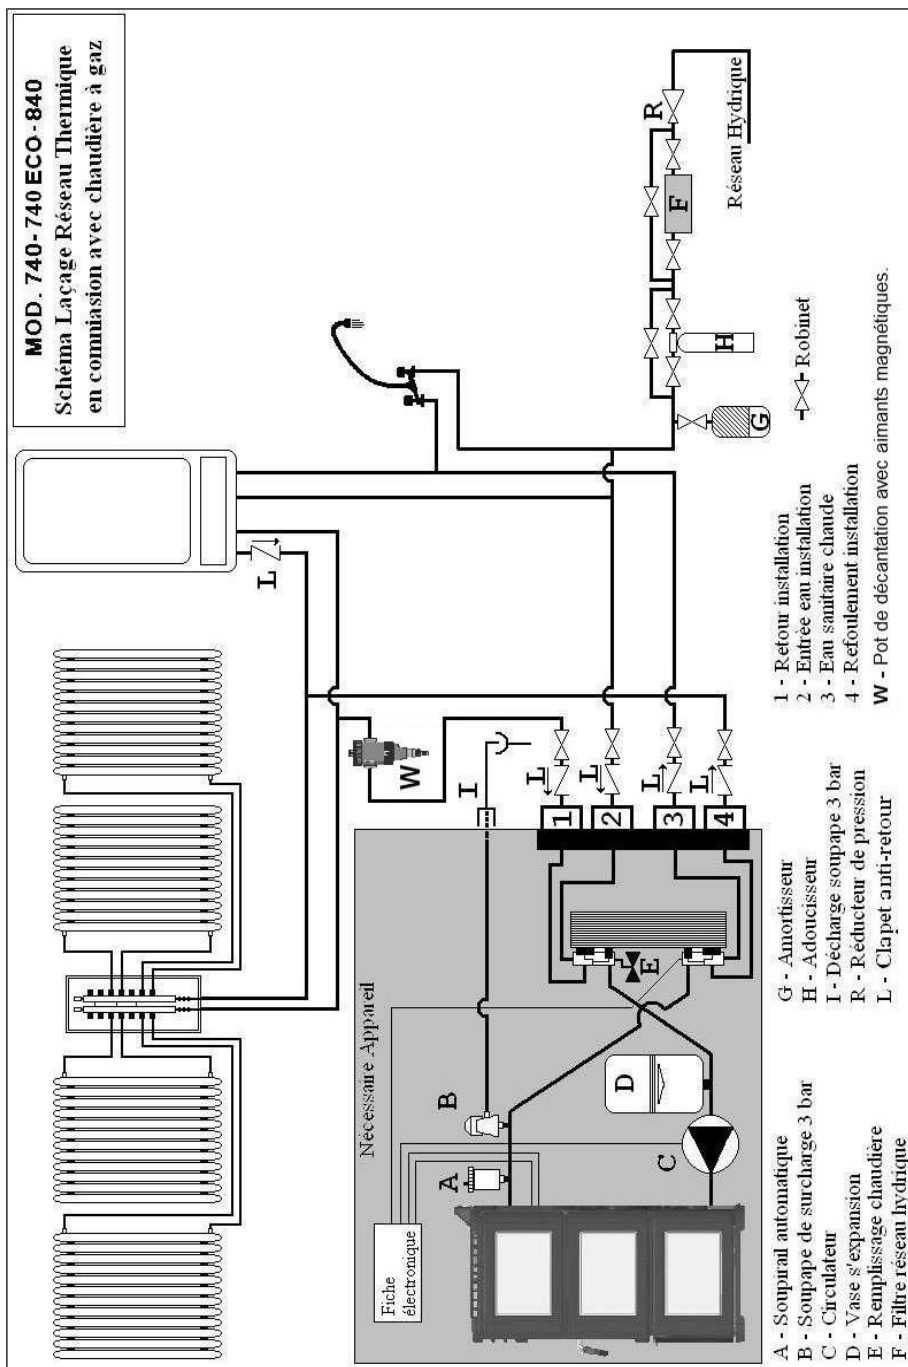 MOD. 740-740 ECO-840
Schéma Laçage Réseau Thermique
en commiasion avec chaudière à gaz
L
W
I
R
F
H
G
Réseau Hydrique
Robinet
Nécessaire Appareil
L
L
L
L
1
2
3
4
A
B
C
D
E
Fiche
électronique
A - Soupirail automatique
B - Soupape de surcharge 3 bar
C - Circulateur
D - Vase s'expansion
E - Remplissage chaudière
F - Filtre réseau hydrique
G - Amortisseur
H - Adoucisseur
I - Décharge soupape 3 bar
R - Réducteur de pression
L - Clapet anti-retour
1 - Retour installation
2 - Entrée eau installation
3 - Eau sanitaire chaude
4 - Refoulement installation
W - Pot de décantation avec aimants magnétiques.